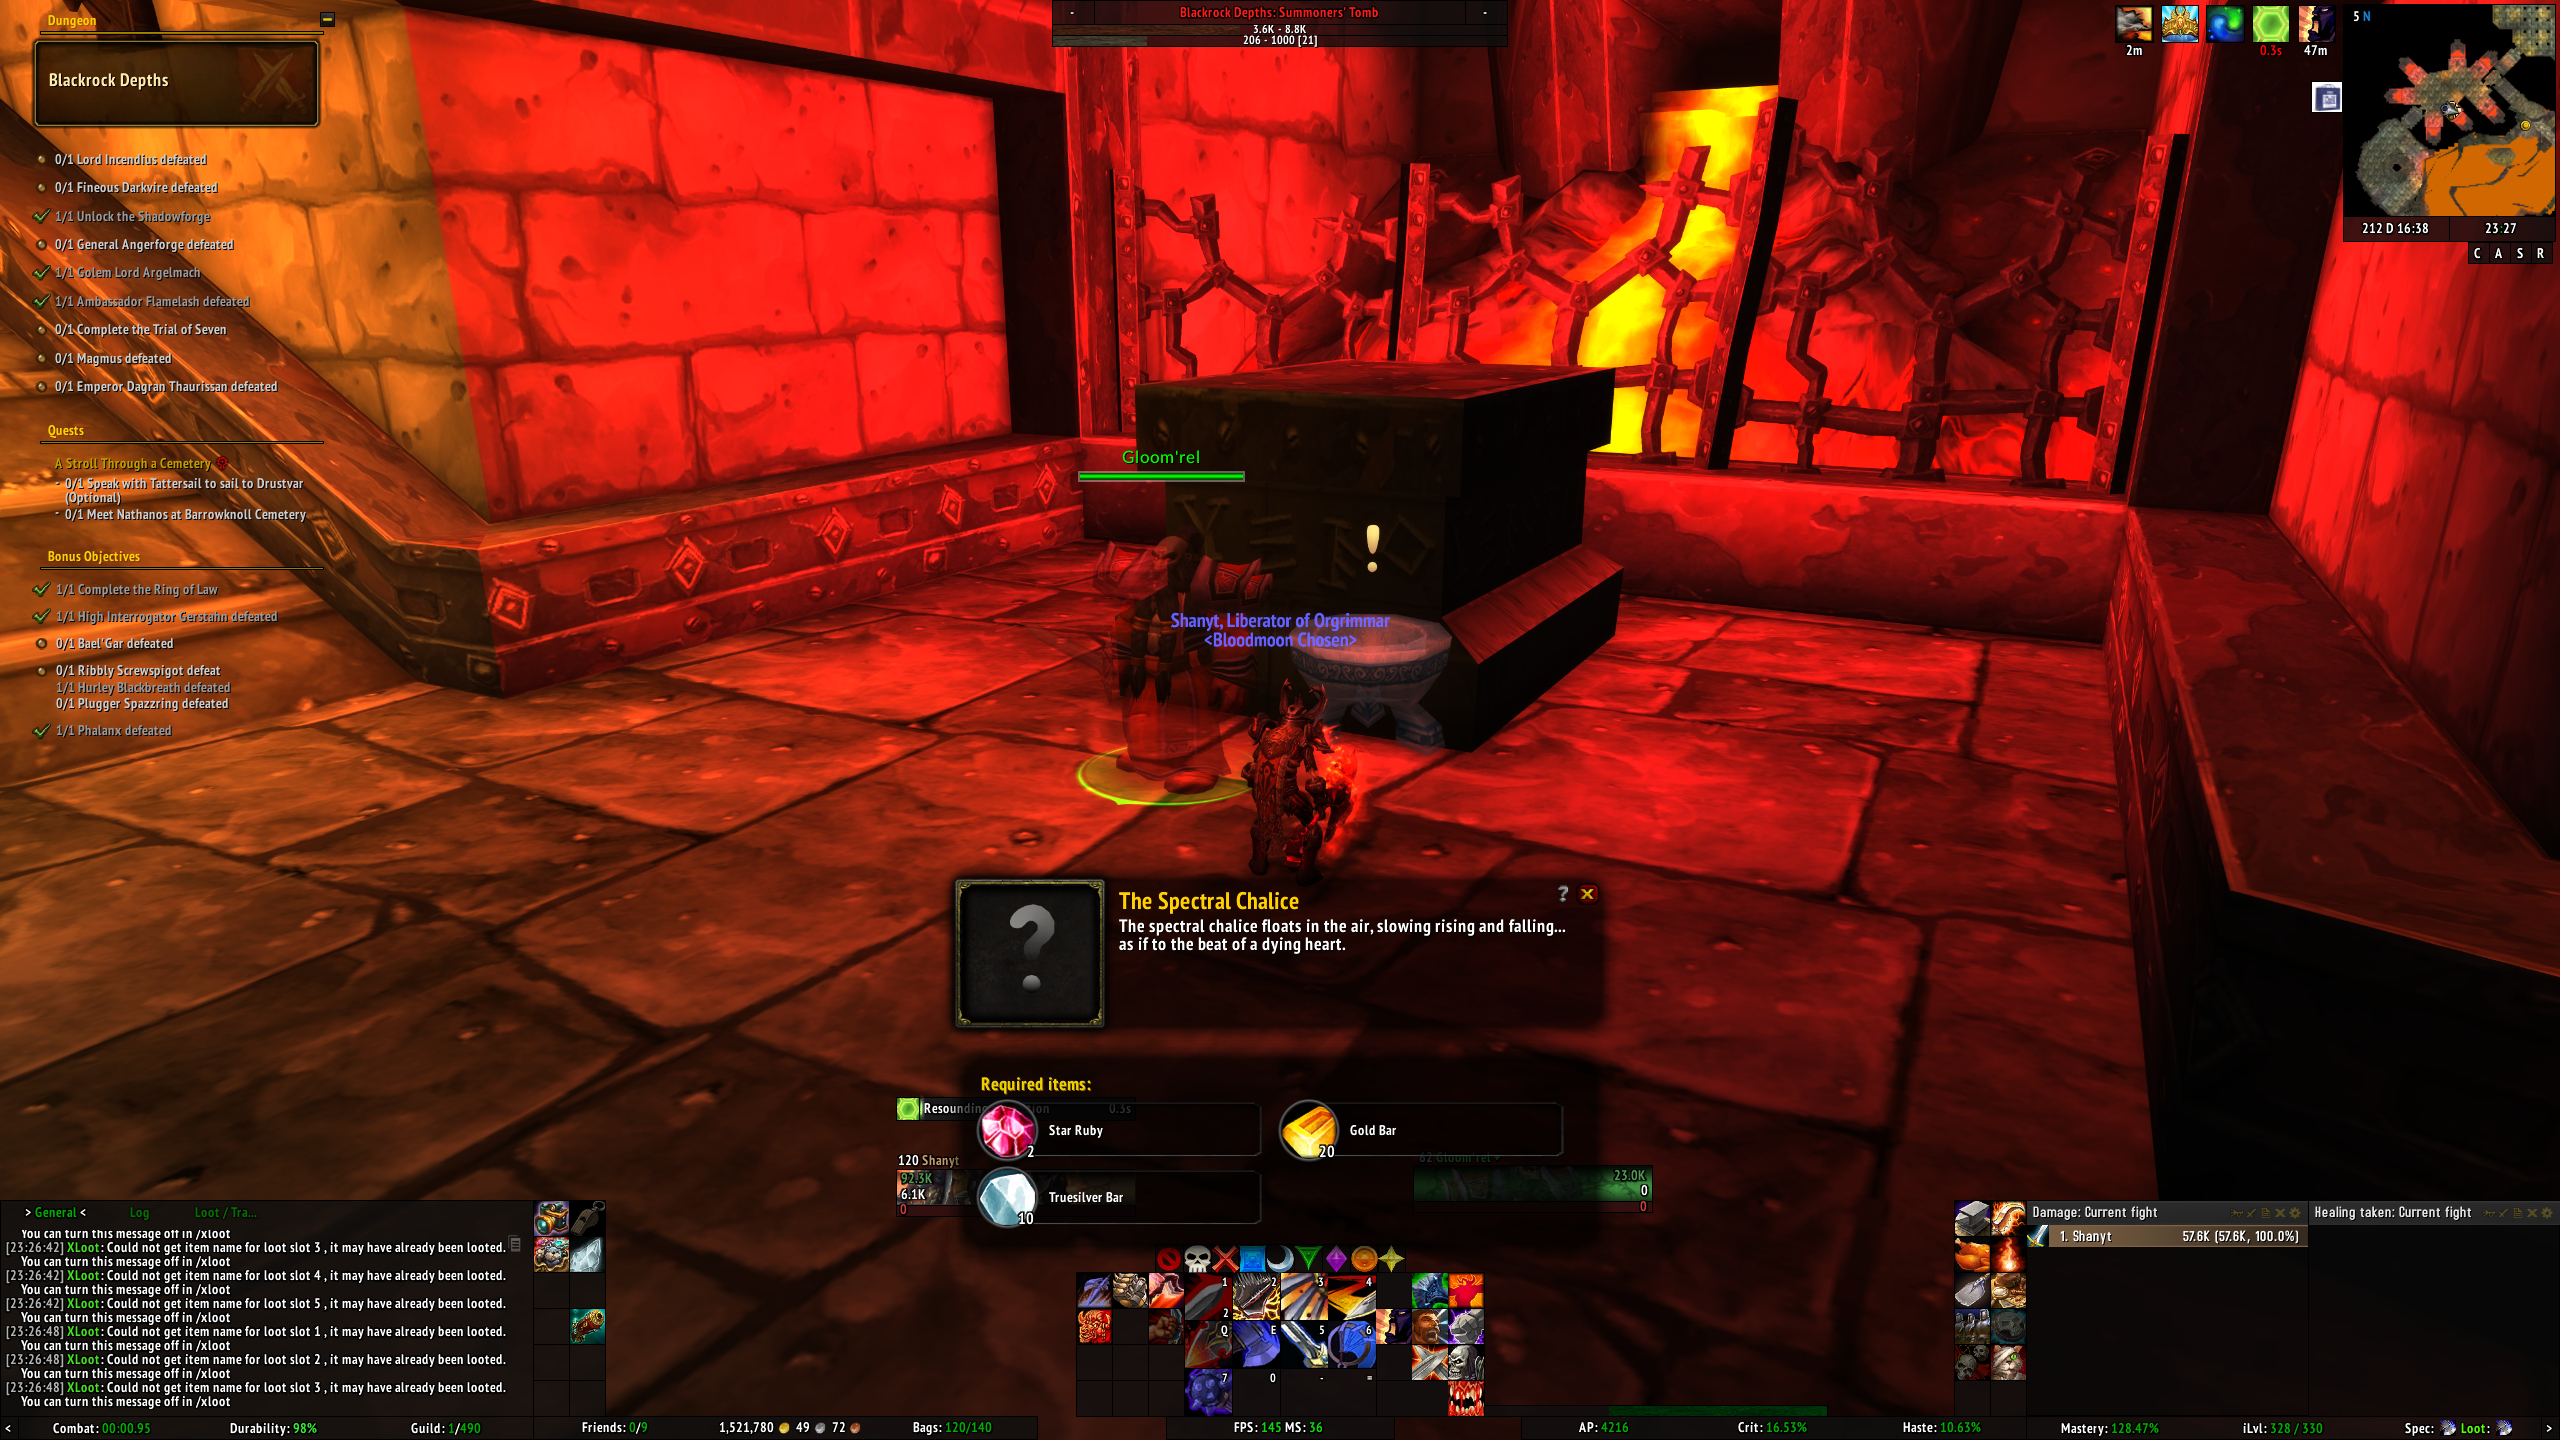 Dungeon
Blackrock Depths
0/1 Lord Incendius defeated
0/1 Fineous Darkvire defeated
1/1 Unlock the Shadowforge
0/1 General Angerforge defeated
1/1 Golem Lord Argelmach
1/1 Ambassador Flamelash defeated
0/1 Complete the Trial of Seven
0/1 Magmus defeated
0/1 Emperor Dagran Thaurissan defeated
Quests
A Stroll Through a Cemetery
- 0/1 Speak with Tattersail to sail to Drustvar
(Optional)
- 0/1 Meet Nathanos at Barrowknoll Cemetery
Bonus Objectives
1/1 Complete the Ring of Law
1/1 High Interrogator Gerstahn defeated
0/1 Bael'Gar defeated
0/1 Ribbly Screwspigot defeat
1/1 Hurley Blackbreath defeated
0/1 Plugger Spazzring defeated
1/1 Phalanx defeated
- Blackrock Depths: Summoners' Tomb -
3.6K - 8.8K
206 - 1000 [21]
2m 0.3s 47m
5 N
212 D 16:38 23:27
C A S R
Gloom'rel
Shanyt, Liberator of Orgrimmar
<Bloodmoon Chosen>
The Spectral Chalice
The spectral chalice floats in the air, slowing rising and falling...
as if to the beat of a dying heart.
Required items:
Star Ruby 2
Gold Bar 20
Truesilver Bar 10
0.3s
120 Shanyt
92.3K
6.1K
0
62 Gloom'rel
23.0K
0
0
> General < Log Loot / Tra...
You can turn this message off in /xloot
[23:26:42] XLoot: Could not get item name for loot slot 3 , it may have already been looted.
You can turn this message off in /xloot
[23:26:42] XLoot: Could not get item name for loot slot 4 , it may have already been looted.
You can turn this message off in /xloot
[23:26:42] XLoot: Could not get item name for loot slot 5 , it may have already been looted.
You can turn this message off in /xloot
[23:26:48] XLoot: Could not get item name for loot slot 1 , it may have already been looted.
You can turn this message off in /xloot
[23:26:48] XLoot: Could not get item name for loot slot 2 , it may have already been looted.
You can turn this message off in /xloot
[23:26:48] XLoot: Could not get item name for loot slot 3 , it may have already been looted.
You can turn this message off in /xloot
1 2 3 4
2
Q E 5 6
7 0 - =
Damage: Current fight
1. Shanyt 57.6K (57.6K, 100.0%)
Healing taken: Current fight
< Combat: 00:00.95 Durability: 98% Guild: 1/490 Friends: 0/9 1,521,780 49 72 Bags: 120/140 FPS: 145 MS: 36 AP: 4216 Crit: 16.53% Haste: 10.63% Mastery: 128.47% iLvl: 328 / 330 Spec: Loot: >